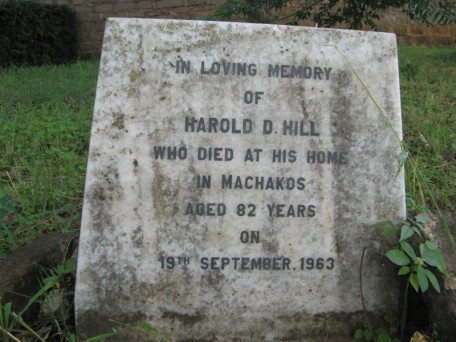 IN LOVING MEMORY
OF
HAROLD D. HILL
WHO DIED AT HIS HOME
IN MACHAKOS
AGED 82 YEARS
ON
19TH SEPTEMBER, 1963